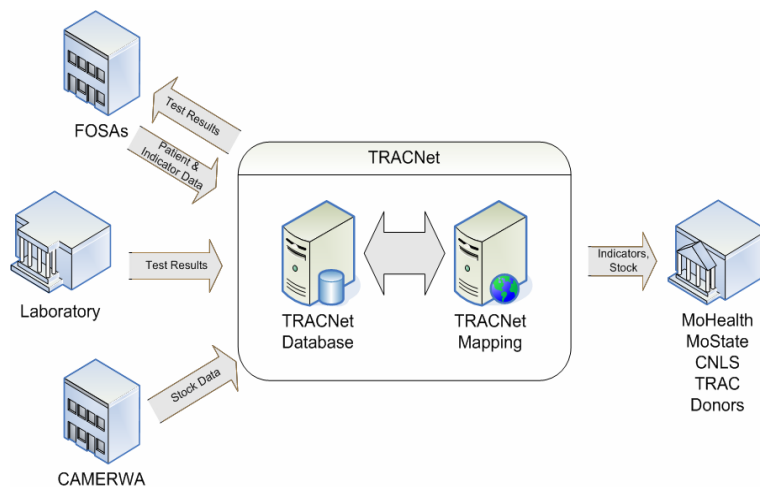 FOSAs
Test Results
Patient &
Indicator Data
TRACNet
Laboratory
Test Results
TRACNet
Database
TRACNet
Mapping
Indicators,
Stock
MoHealth
MoState
CNLS
TRAC
Donors
Stock Data
CAMERWA